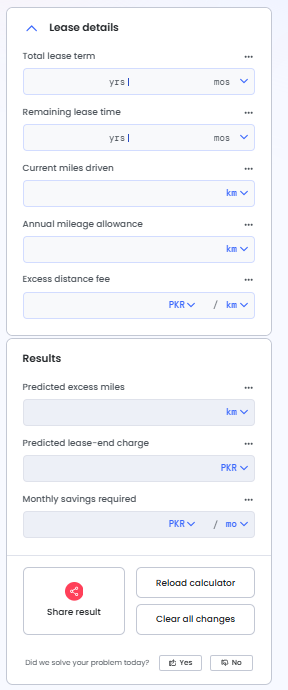 Lease details
Total lease term ...
yrs mos
Remaining lease time ...
yrs mos
Current miles driven ...
km
Annual mileage allowance ...
km
Excess distance fee ...
PKR / km
Results
Predicted excess miles ...
km
Predicted lease-end charge ...
PKR
Monthly savings required ...
PKR / mo
Share result
Reload calculator
Clear all changes
Did we solve your problem today? Yes No